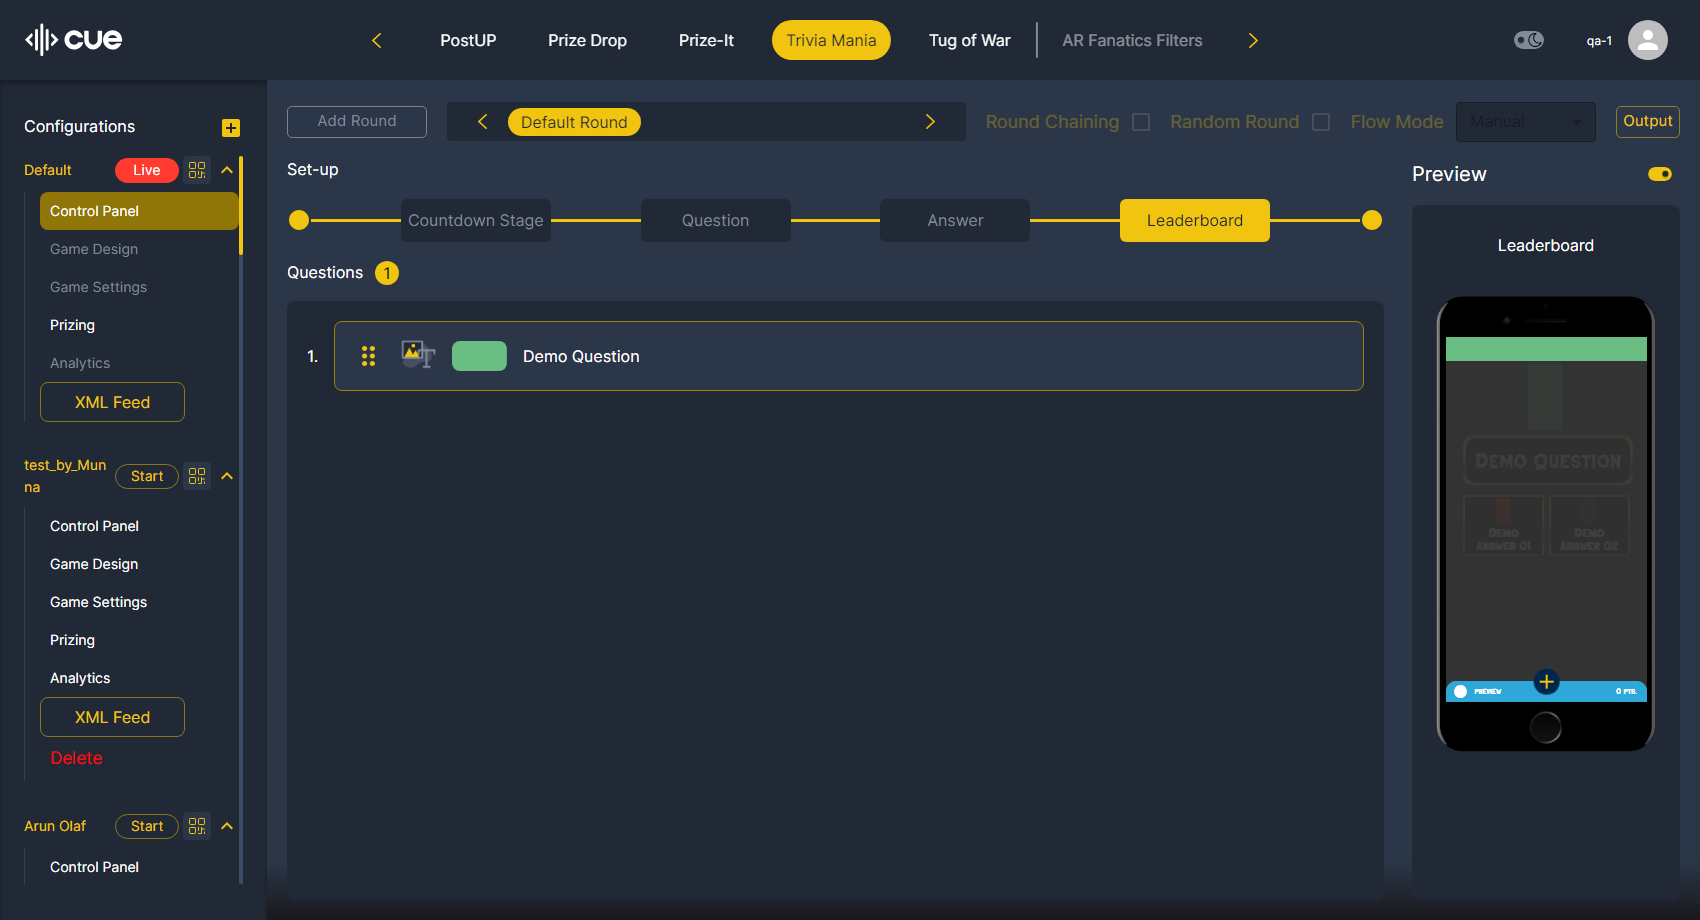 cue
PostUP
Prize Drop
Prize-It
Trivia Mania
Tug of War
AR Fanatics Filters
qa-1
Configurations
Default
Live
Control Panel
Game Design
Game Settings
Prizing
Analytics
XML Feed
test_by_Mun
na
Start
Control Panel
Game Design
Game Settings
Prizing
Analytics
XML Feed
Delete
Arun Olaf
Start
Control Panel
Add Round
Default Round
Round Chaining
Random Round
Flow Mode
Manual
Output
Set-up
Countdown Stage
Question
Answer
Leaderboard
Questions 1
1.
Demo Question
Preview
Leaderboard
DEMO QUESTION
DEMO
ANSWER 01
DEMO
ANSWER 02
PREVIEW
0 PTS.